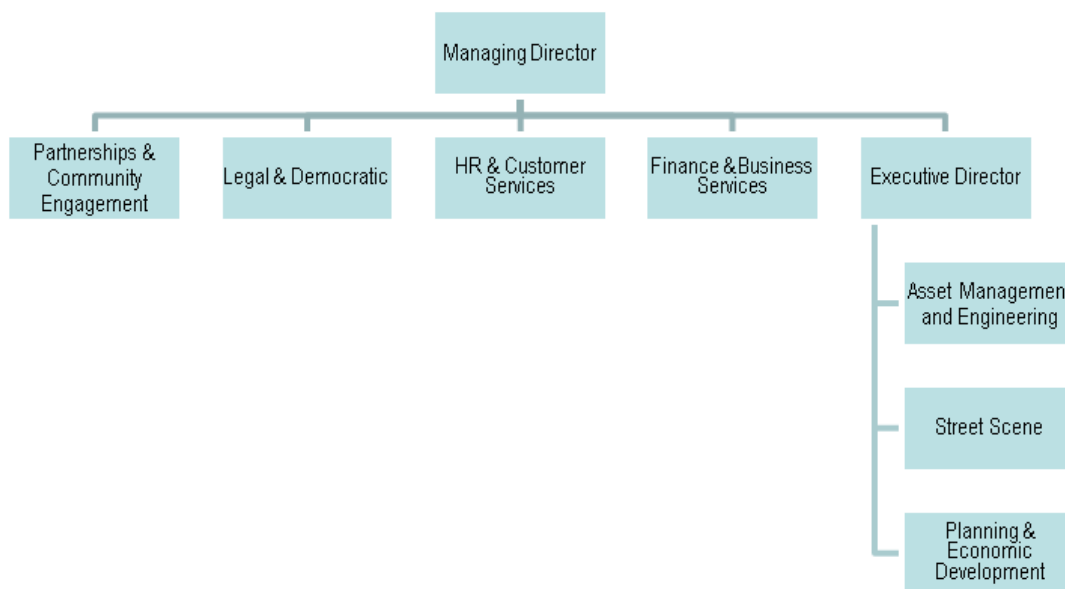 Managing Director
Partnerships &
Community
Engagement
Legal & Democratic
HR & Customer
Services
Finance &Business
Services
Executive Director
Asset Managemen
and Engineering
Street Scene
Planning &
Economic
Development